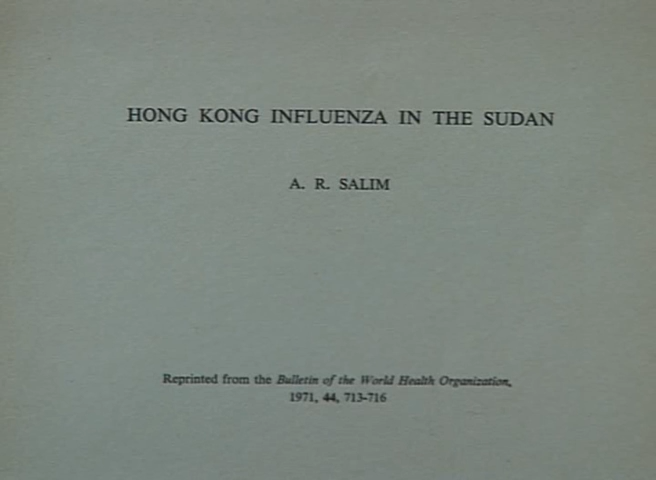 HONG KONG INFLUENZA IN THE SUDAN
A. R. SALIM
Reprinted from the Bulletin of the World Health Organization,
1971, 44, 713-716